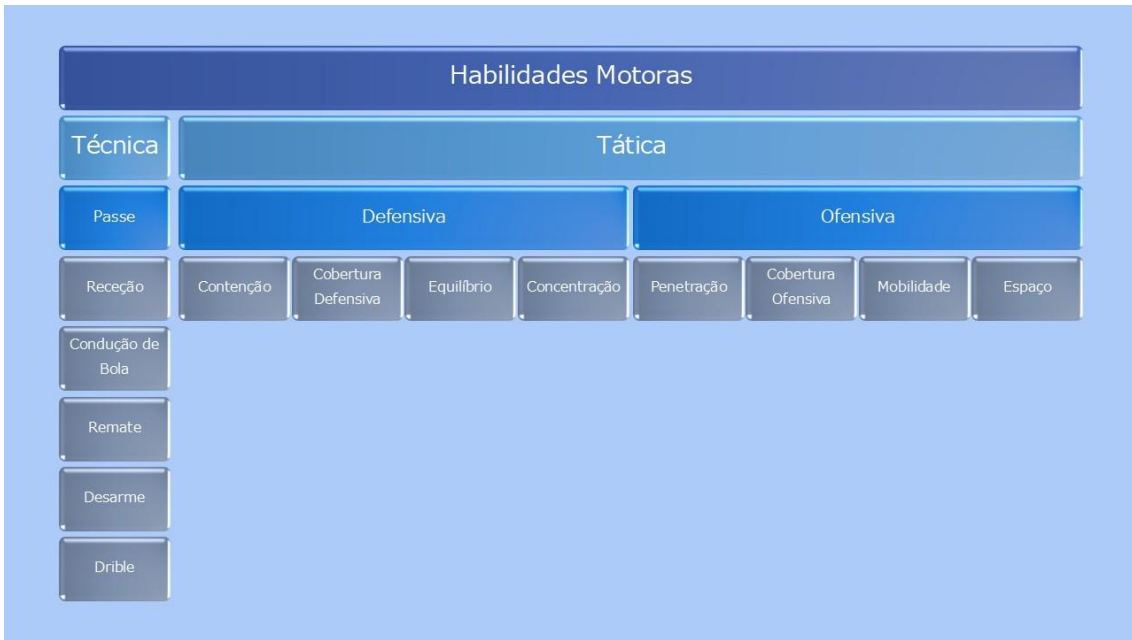 Habilidades Motoras
Técnica
Tática
Passe
Defensiva
Ofensiva
Receção
Contenção
Cobertura
Defensiva
Equilíbrio
Concentração
Penetração
Cobertura
Ofensiva
Mobilidade
Espaço
Condução de
Bola
Remate
Desarme
Drible